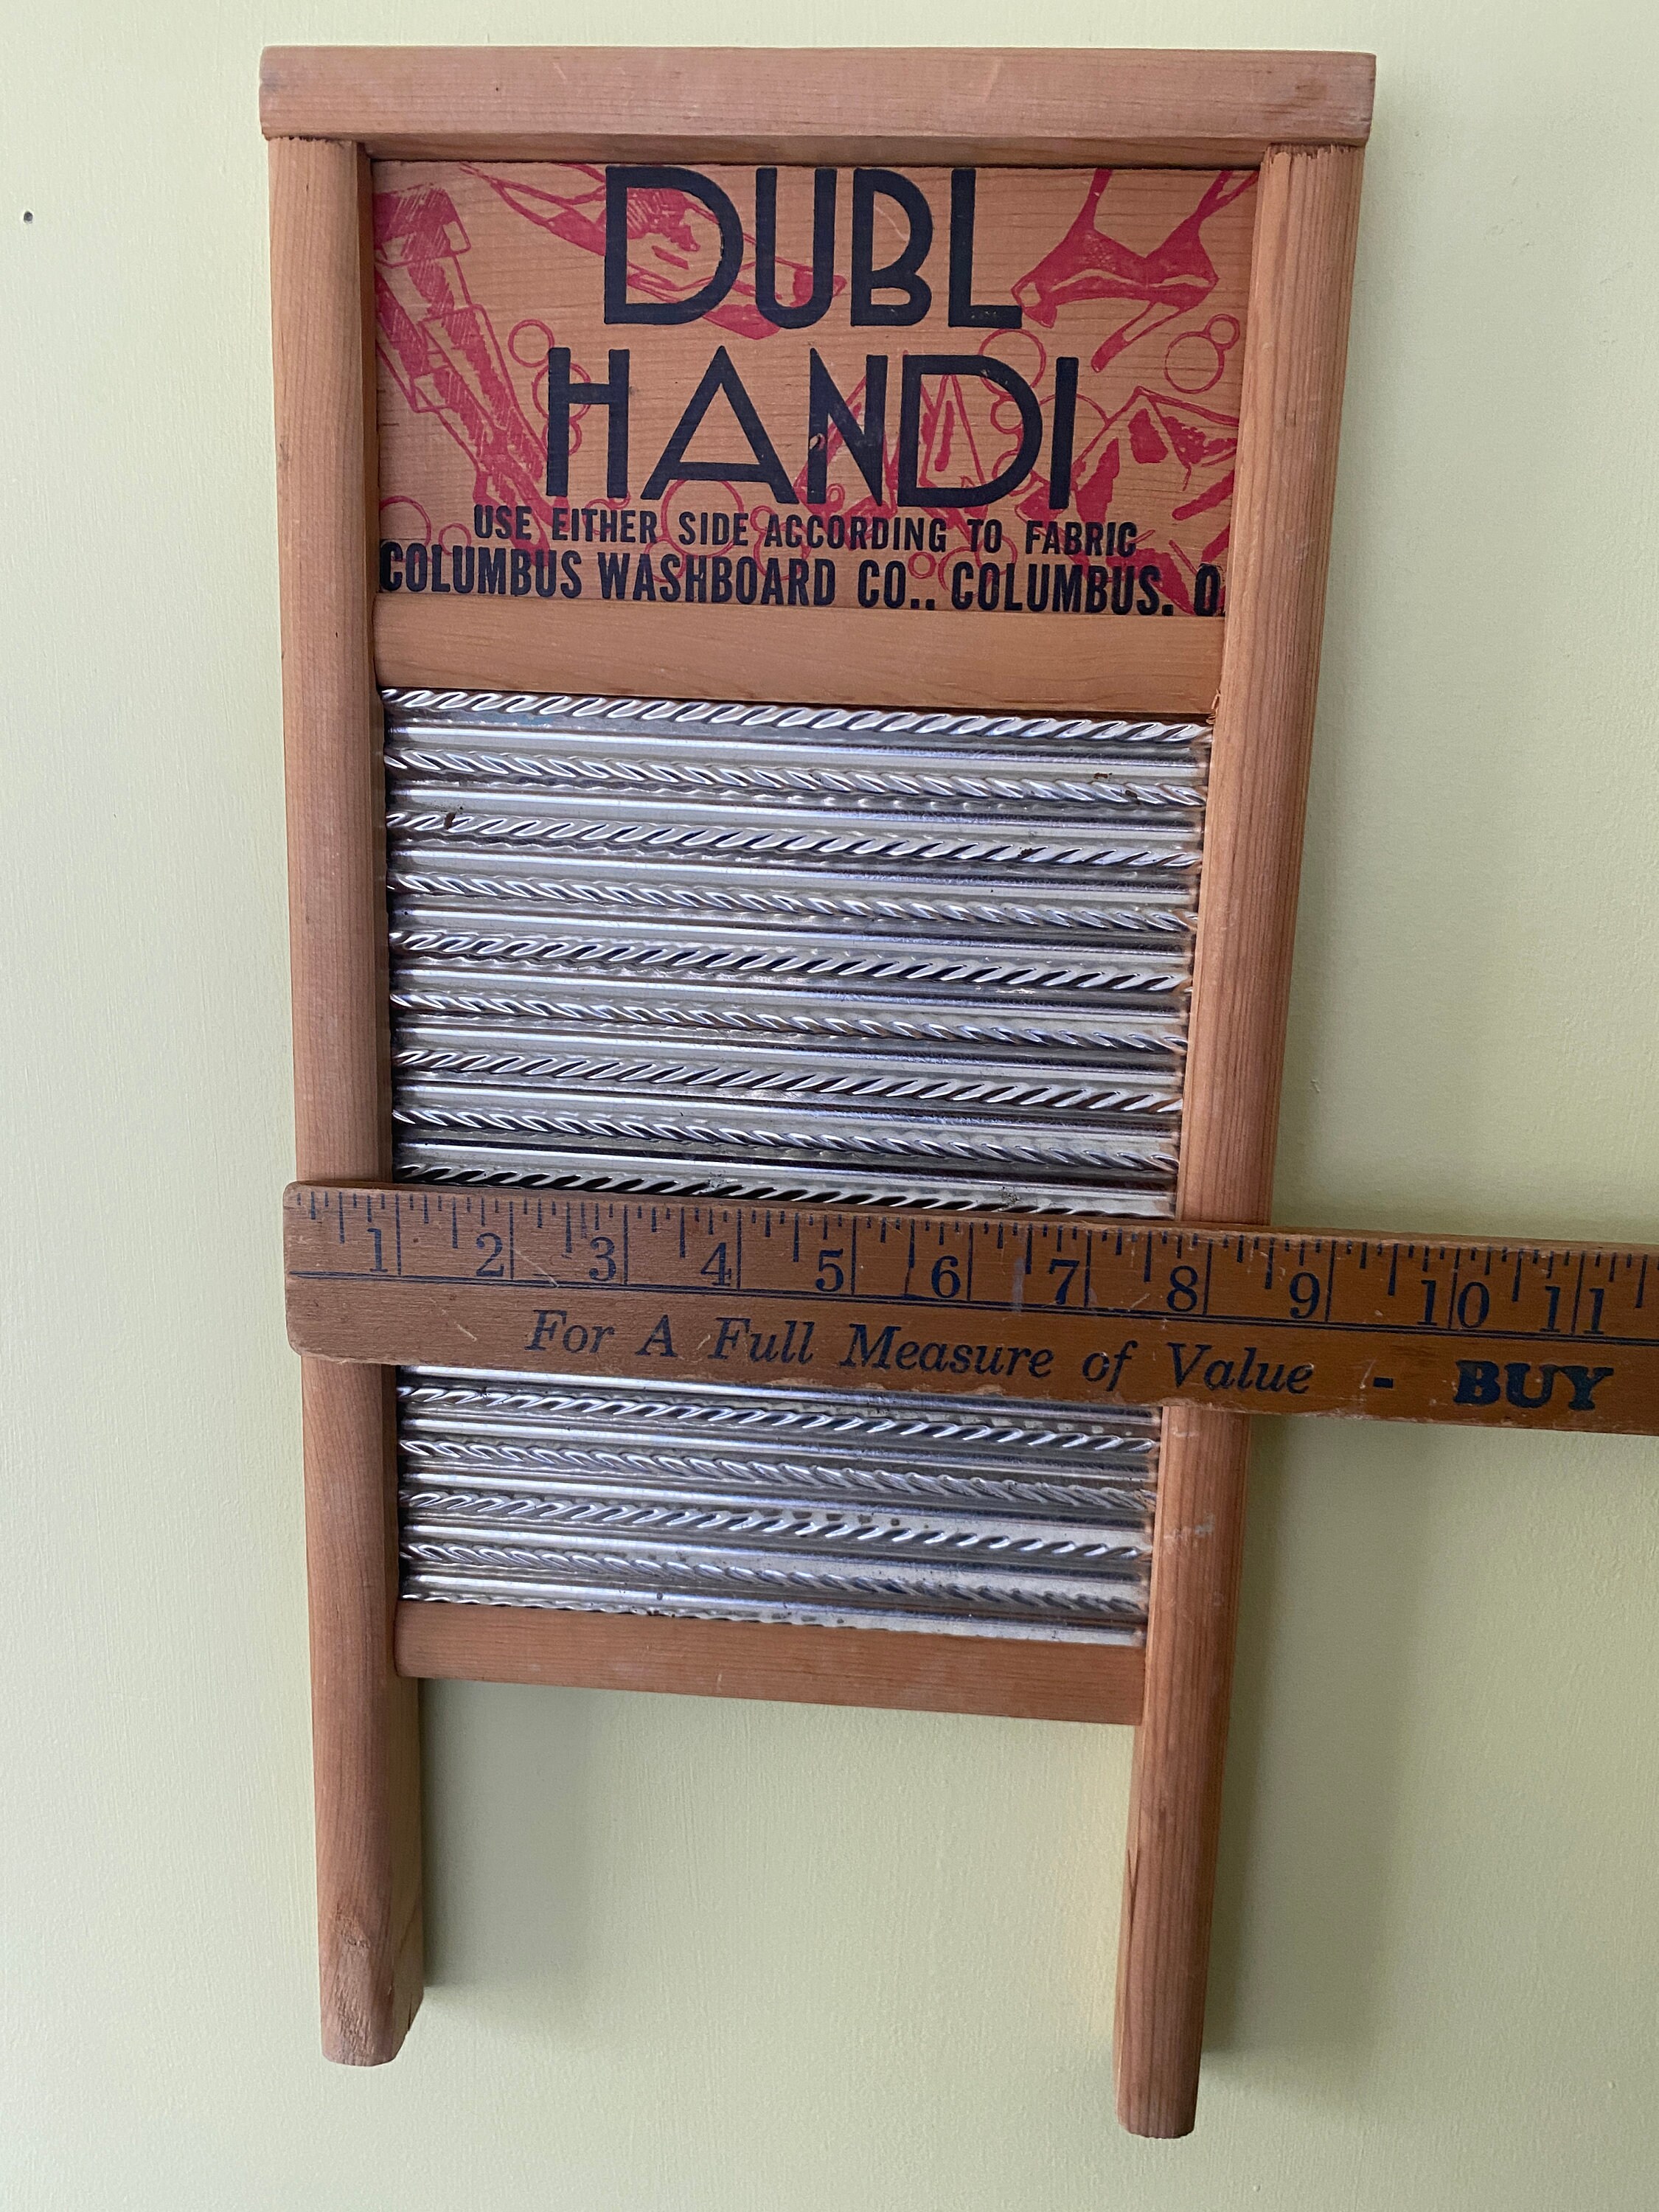 DUBL
HANDI
USE EITHER SIDE ACCORDING TO FABRIC
COLUMBUS WASHBOARD CO., COLUMBUS. O.
1 2 3 4 5 6 7 8 9 10 11
For A Full Measure of Value - BUY